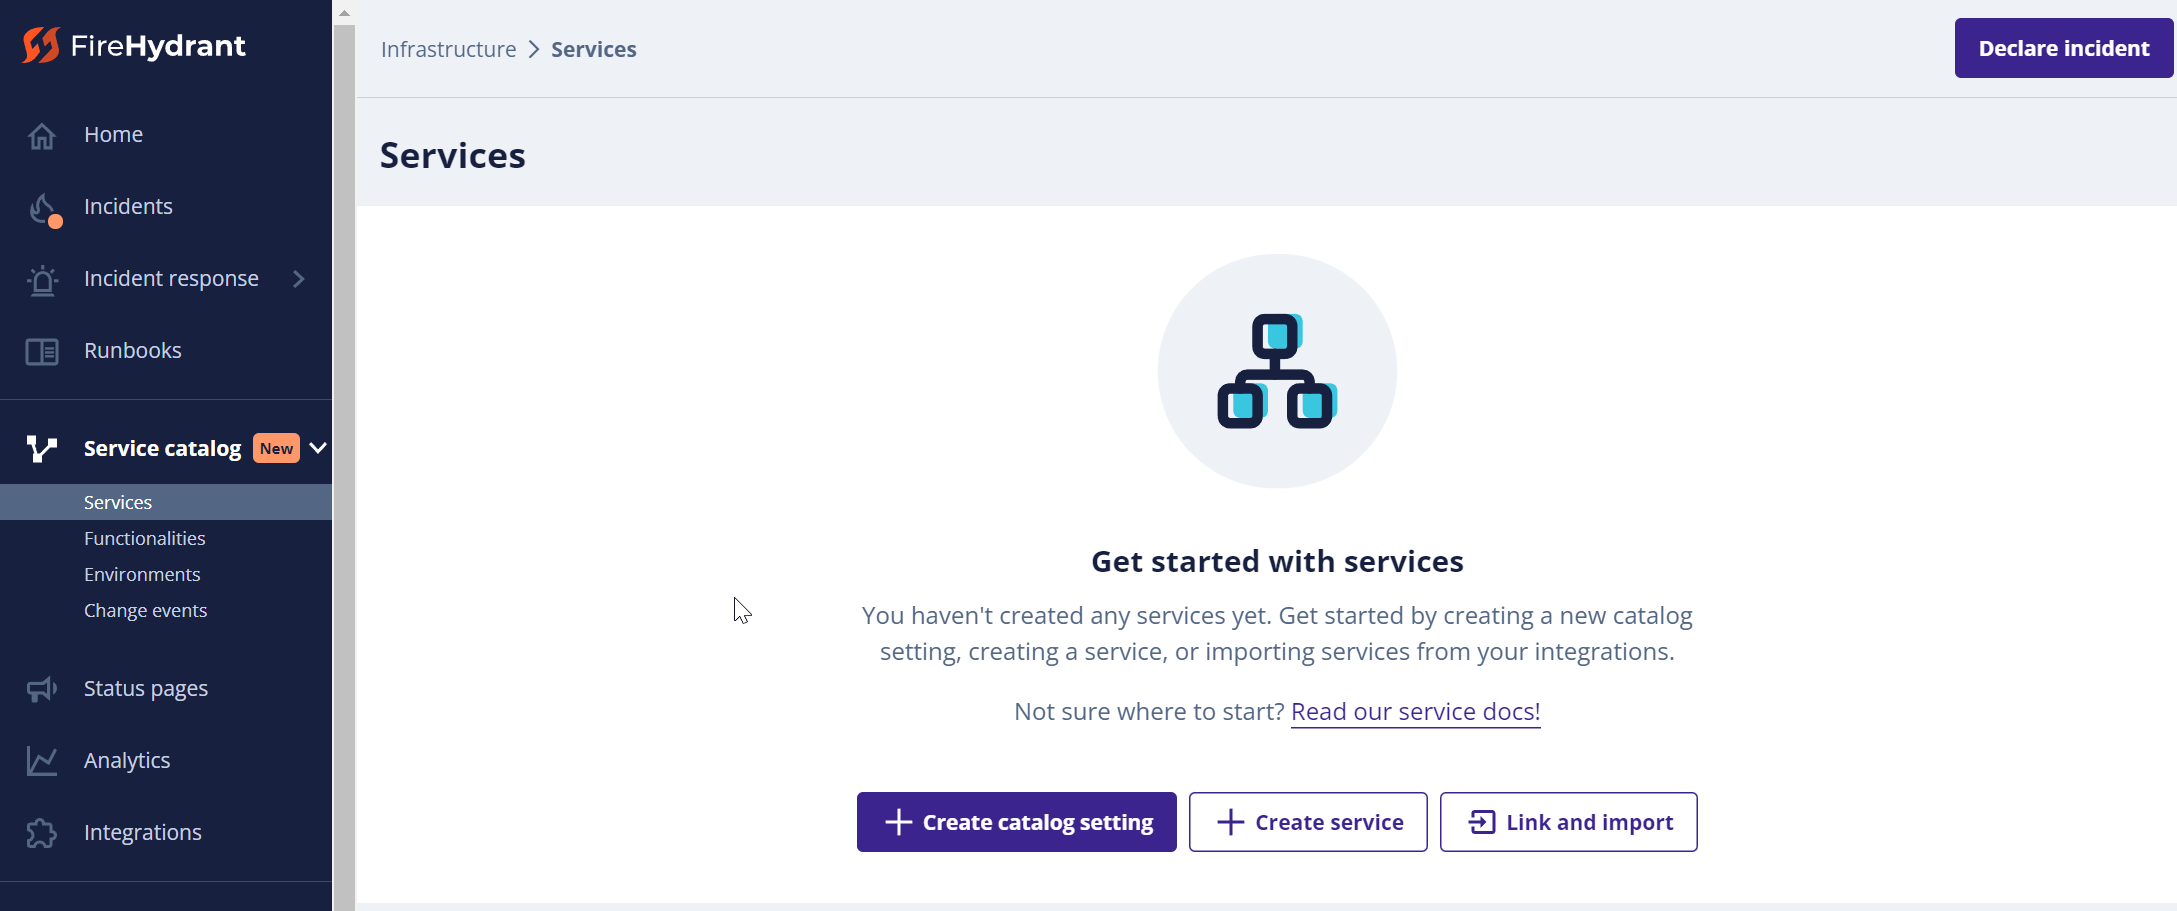 FireHydrant
Home
Incidents
Incident response
Runbooks
Service catalog New
Services
Functionalities
Environments
Change events
Status pages
Analytics
Integrations
Infrastructure > Services
Declare incident
Services
Get started with services
You haven't created any services yet. Get started by creating a new catalog
setting, creating a service, or importing services from your integrations.
Not sure where to start? Read our service docs!
Create catalog setting
Create service
Link and import